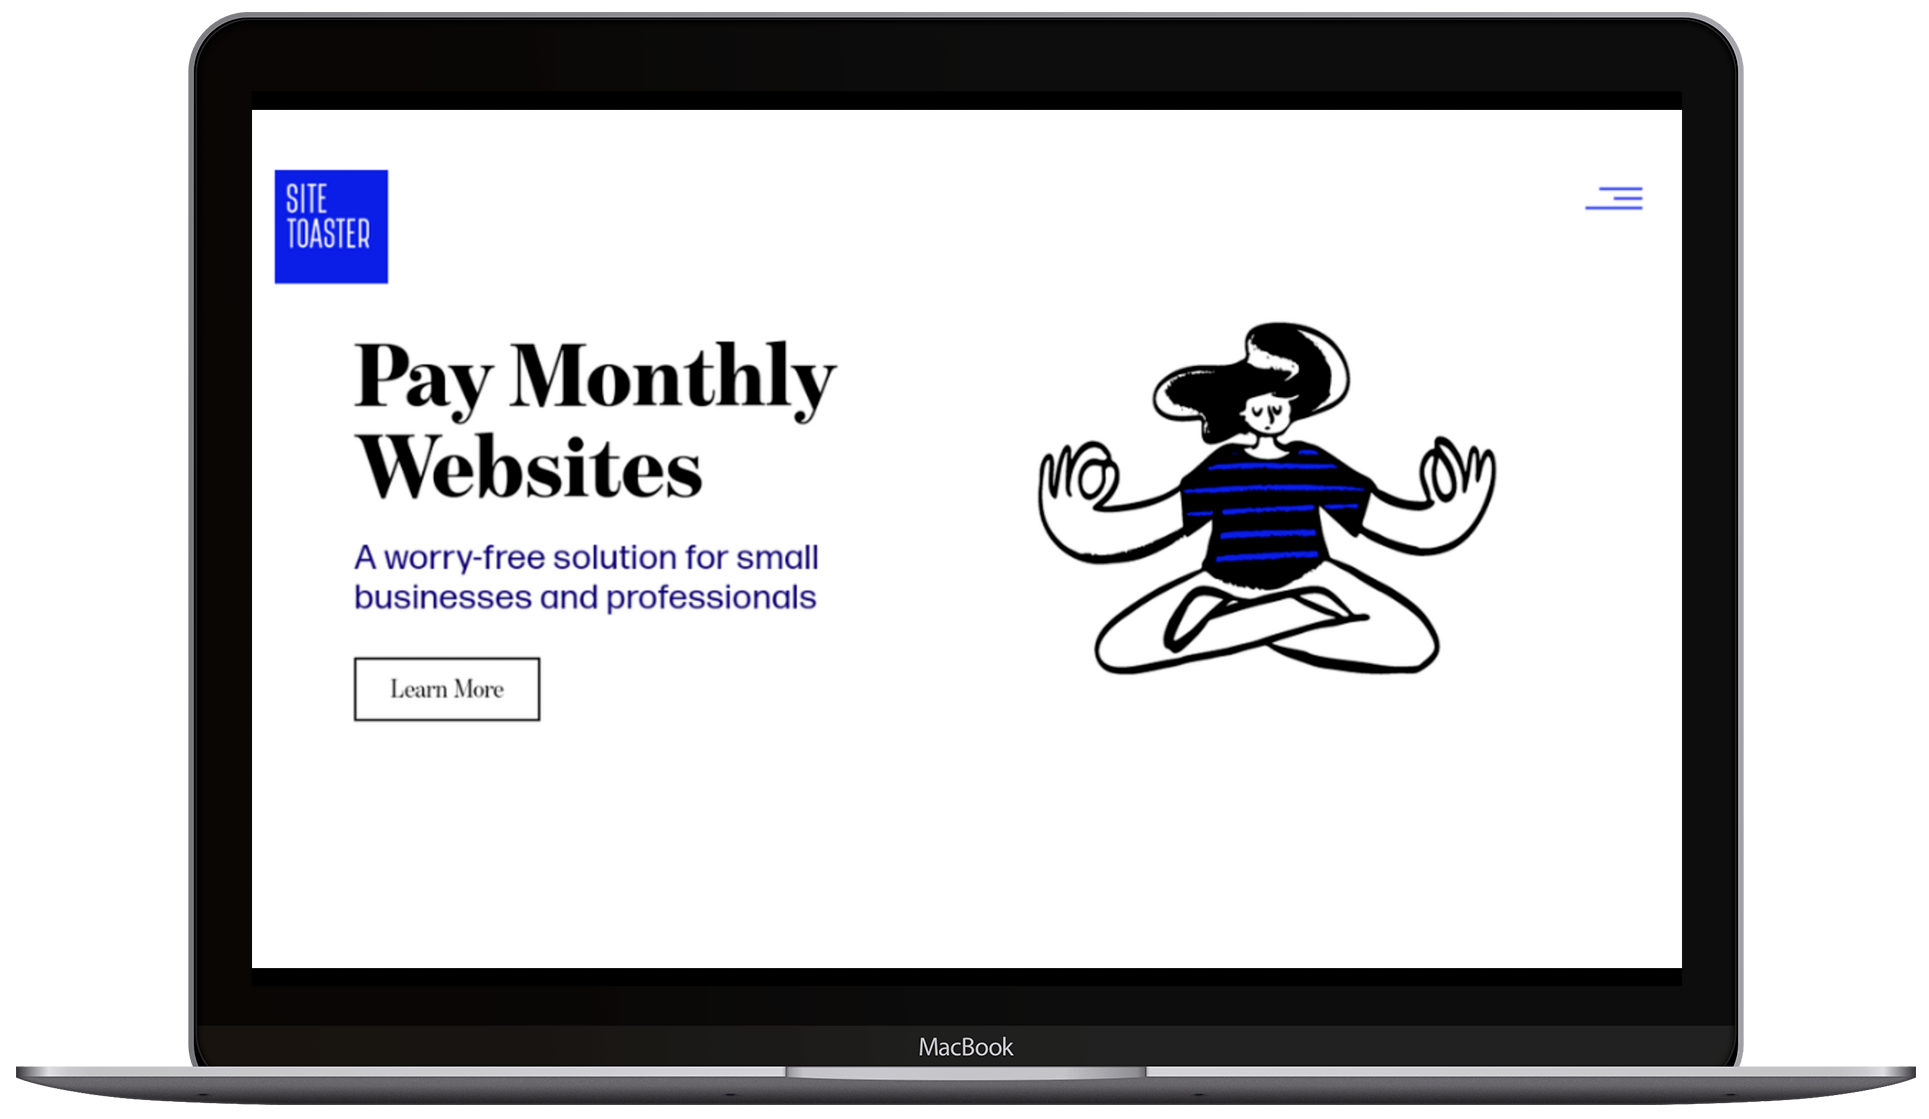 SITE
TOASTER
Pay Monthly
Websites
A worry-free solution for small
businesses and professionals
Learn More
MacBook